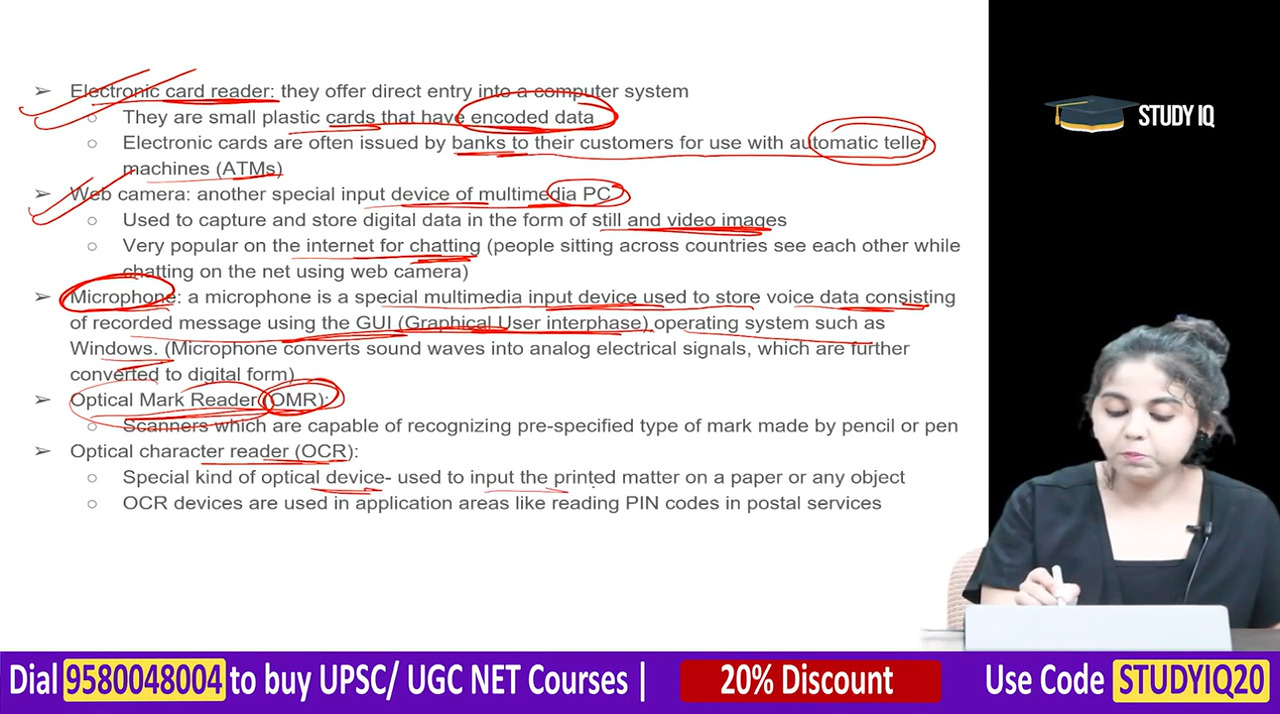 ➢ Electronic card reader: they offer direct entry into a computer system
○ They are small plastic cards that have encoded data
○ Electronic cards are often issued by banks to their customers for use with automatic teller
machines (ATMs)
➢ Web camera: another special input device of multimedia PC
○ Used to capture and store digital data in the form of still and video images
○ Very popular on the internet for chatting (people sitting across countries see each other while
chatting on the net using web camera)
➢ Microphone: a microphone is a special multimedia input device used to store voice data consisting
of recorded message using the GUI (Graphical User interphase) operating system such as
Windows. (Microphone converts sound waves into analog electrical signals, which are further
converted to digital form)
➢ Optical Mark Reader (OMR):
○ Scanners which are capable of recognizing pre-specified type of mark made by pencil or pen
➢ Optical character reader (OCR):
○ Special kind of optical device- used to input the printed matter on a paper or any object
○ OCR devices are used in application areas like reading PIN codes in postal services
STUDY IQ
Dial 9580048004 to buy UPSC/ UGC NET Courses | 20% Discount Use Code STUDYIQ20